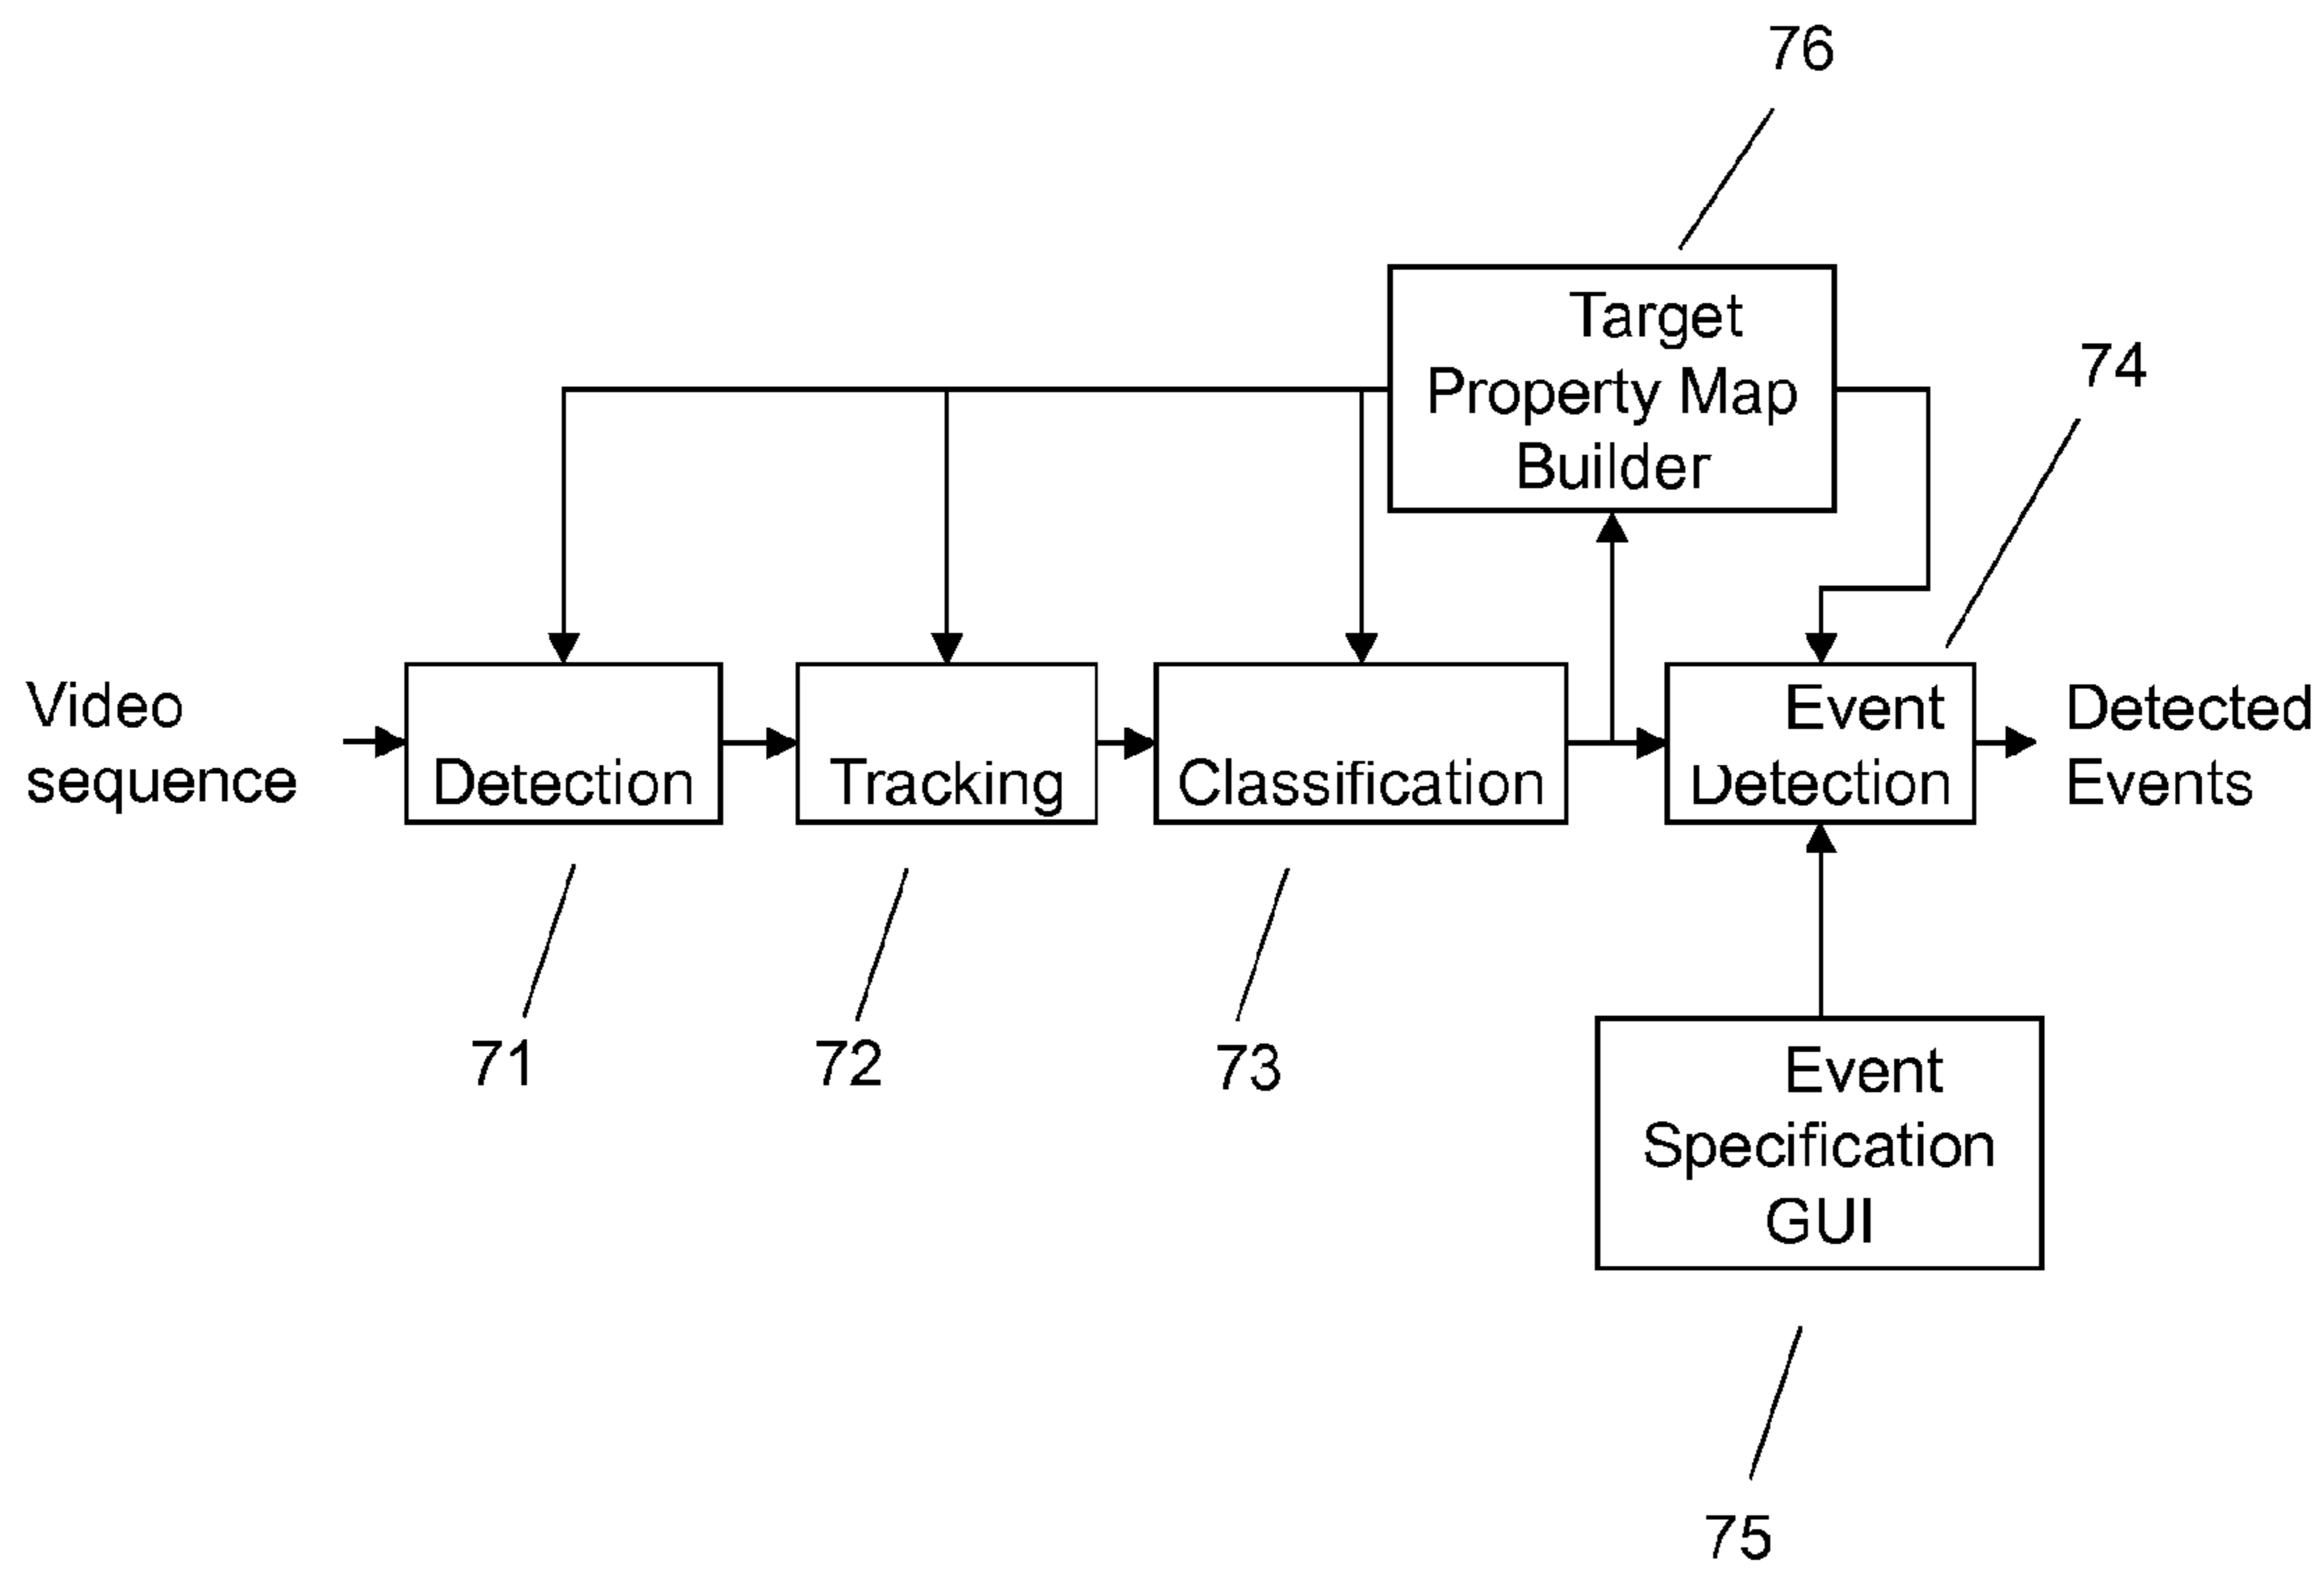 76
Target
Property Map
Builder
74
Video
sequence
Detection
Tracking
Classification
Event
Detection
Detected
Events
71
72
73
Event
Specification
GUI
75